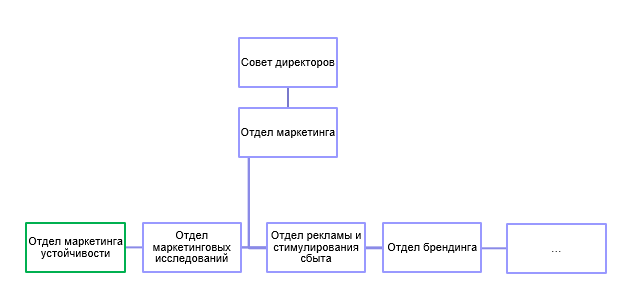 Совет директоров
Отдел маркетинга
Отдел маркетинга
устойчивости
Отдел
маркетинговых
исследований
Отдел рекламы и
стимулирования
сбыта
Отдел брендинга
...